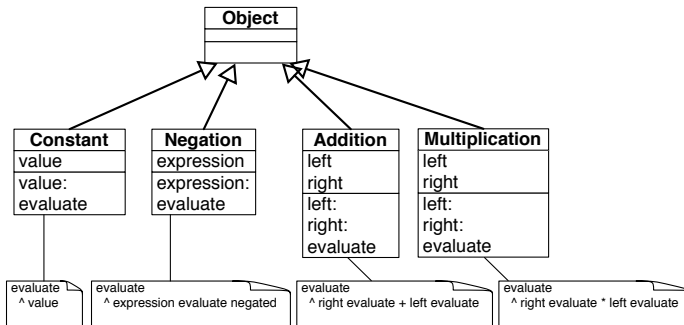 Object
Constant
value
value:
evaluate
Negation
expression
expression:
evaluate
Addition
left
right
left:
right:
evaluate
Multiplication
left
right
left:
right:
evaluate
evaluate
^ value
evaluate
^ expression evaluate negated
evaluate
^ right evaluate + left evaluate
evaluate
^ right evaluate * left evaluate